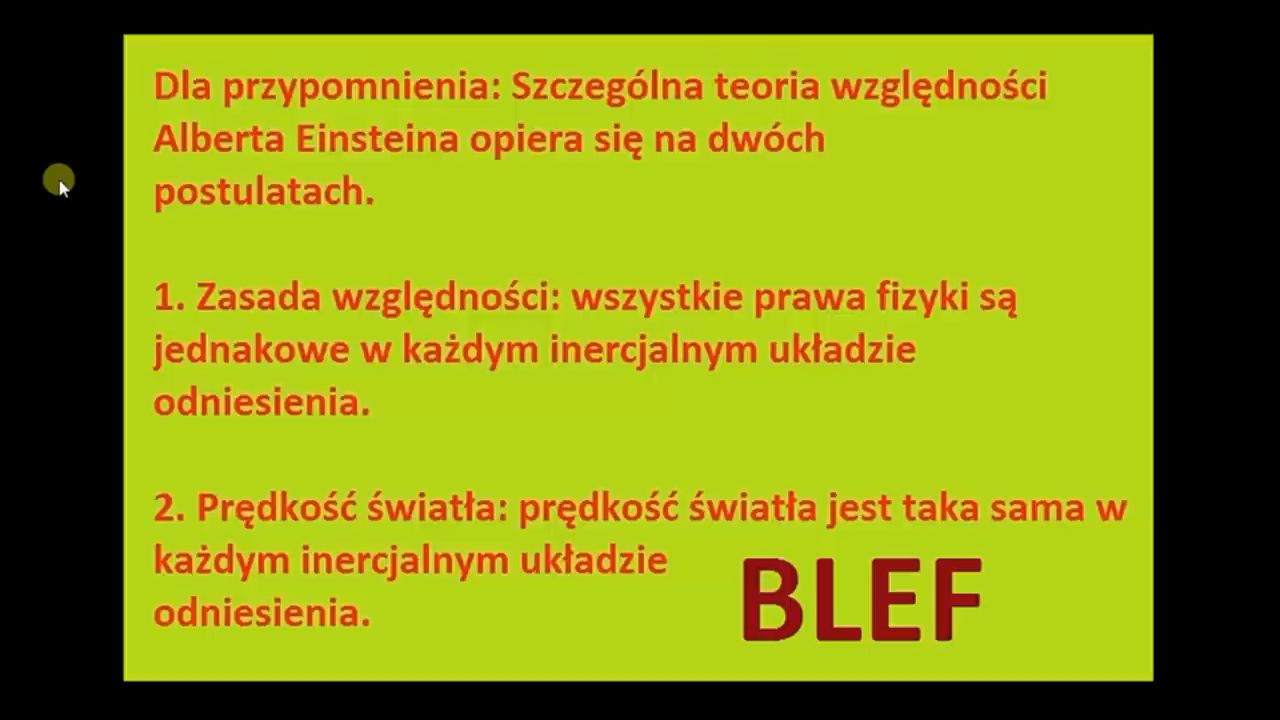 Dla przypomnienia: Szczególna teoria względności
Alberta Einsteina opiera się na dwóch
postulatach.
1. Zasada względności: wszystkie prawa fizyki są
jednakowe w każdym inercjalnym układzie
odniesienia.
2. Prędkość światła: prędkość światła jest taka sama w
każdym inercjalnym układzie
odniesienia.
BLEF